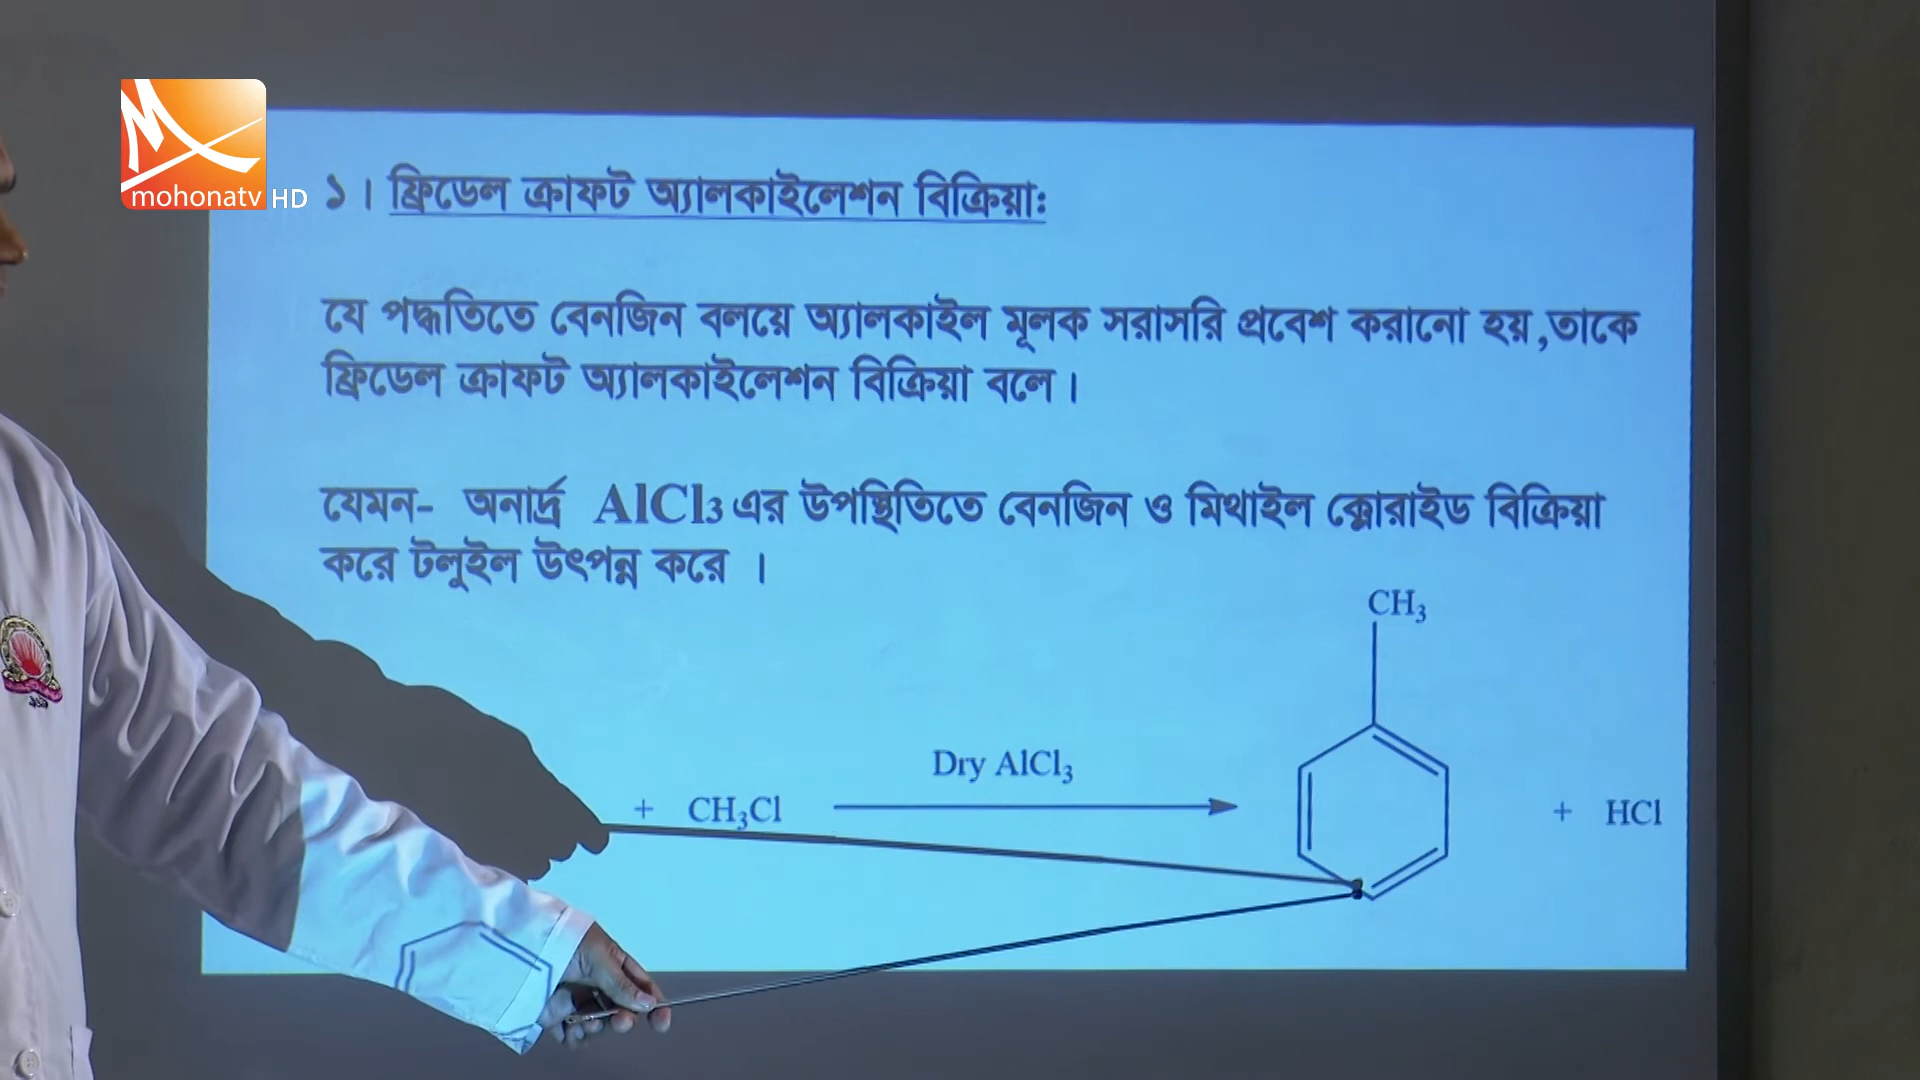 mohonatv HD
১। ফ্রিডেল ক্রাফট অ্যালকাইলেশন বিক্রিয়াঃ
যে পদ্ধতিতে বেনজিন বলয়ে অ্যালকাইল মূলক সরাসরি প্রবেশ করানো হয়,তাকে
ফ্রিডেল ক্রাফট অ্যালকাইলেশন বিক্রিয়া বলে।
যেমন- অনার্দ্র AlCl₃ এর উপস্থিতিতে বেনজিন ও মিথাইল ক্লোরাইড বিক্রিয়া
করে টলুইল উৎপন্ন করে ।
CH₃
Dry AlCl₃
+ CH₃Cl
+ HCl